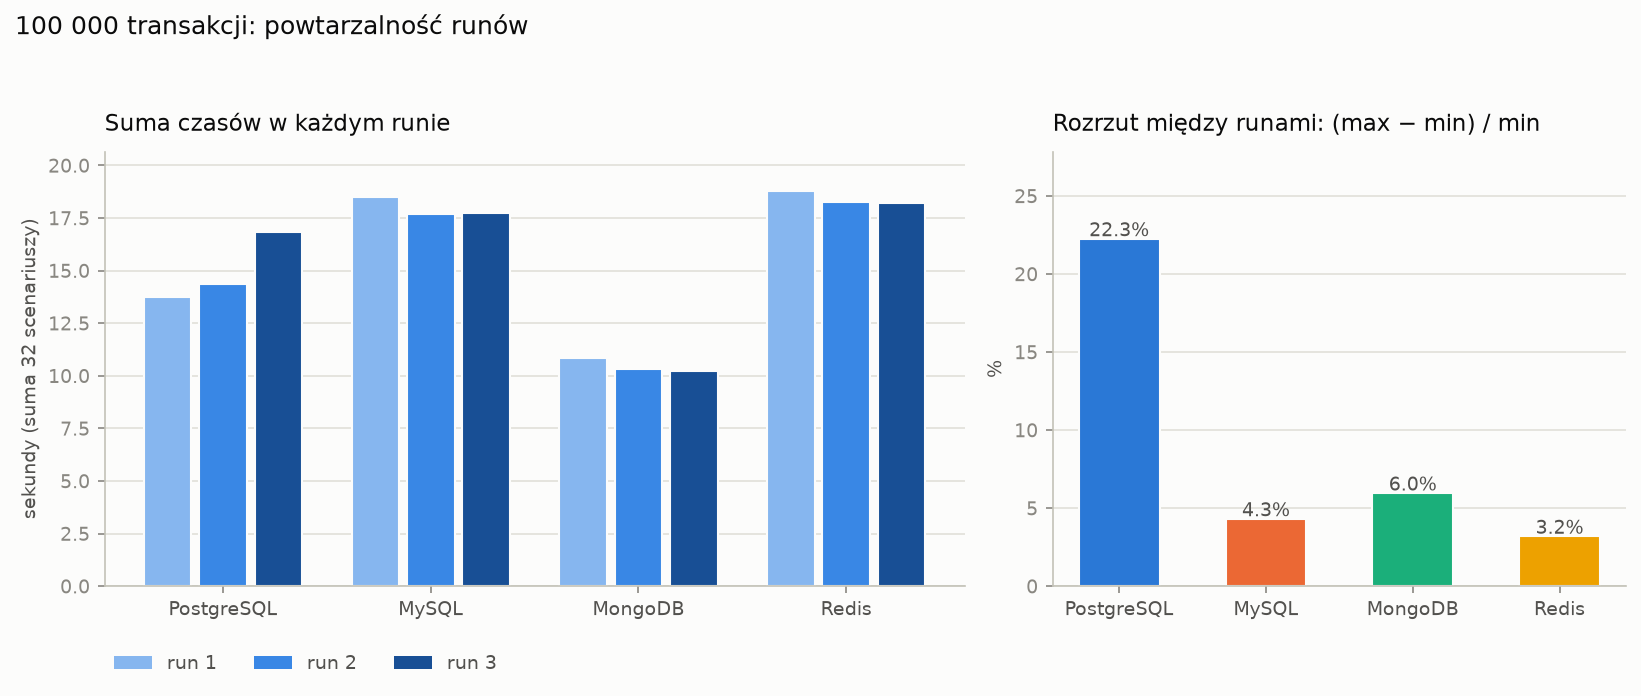 100 000 transakcji: powtarzalność runów
Suma czasów w każdym runie
sekundy (suma 32 scenariuszy)
20.0
17.5
15.0
12.5
10.0
7.5
5.0
2.5
0.0
PostgreSQL MySQL MongoDB Redis
run 1 run 2 run 3
Rozrzut między runami: (max − min) / min
%
25
20
15
10
5
0
22.3%
4.3%
6.0%
3.2%
PostgreSQL MySQL MongoDB Redis